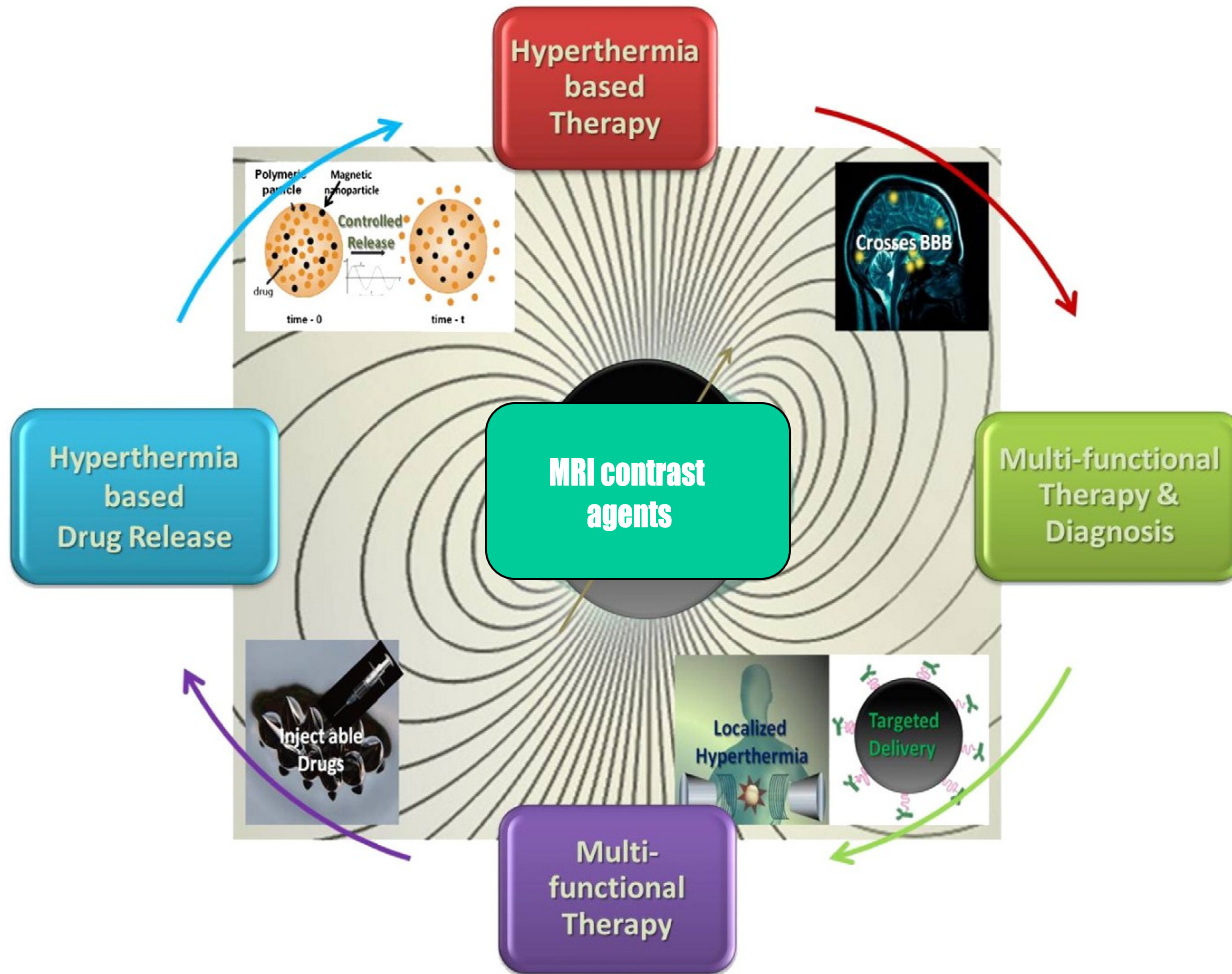 Hyperthermia
based
Therapy
Polymeric
particle
Magnetic
nanoparticle
Controlled
Release
drug
time - 0
time - t
Crosses BBB
Hyperthermia
based
Drug Release
MRI contrast
agents
Multi-functional
Therapy &
Diagnosis
Inject able
Drugs
Localized
Hyperthermia
Targeted
Delivery
Multi-
functional
Therapy